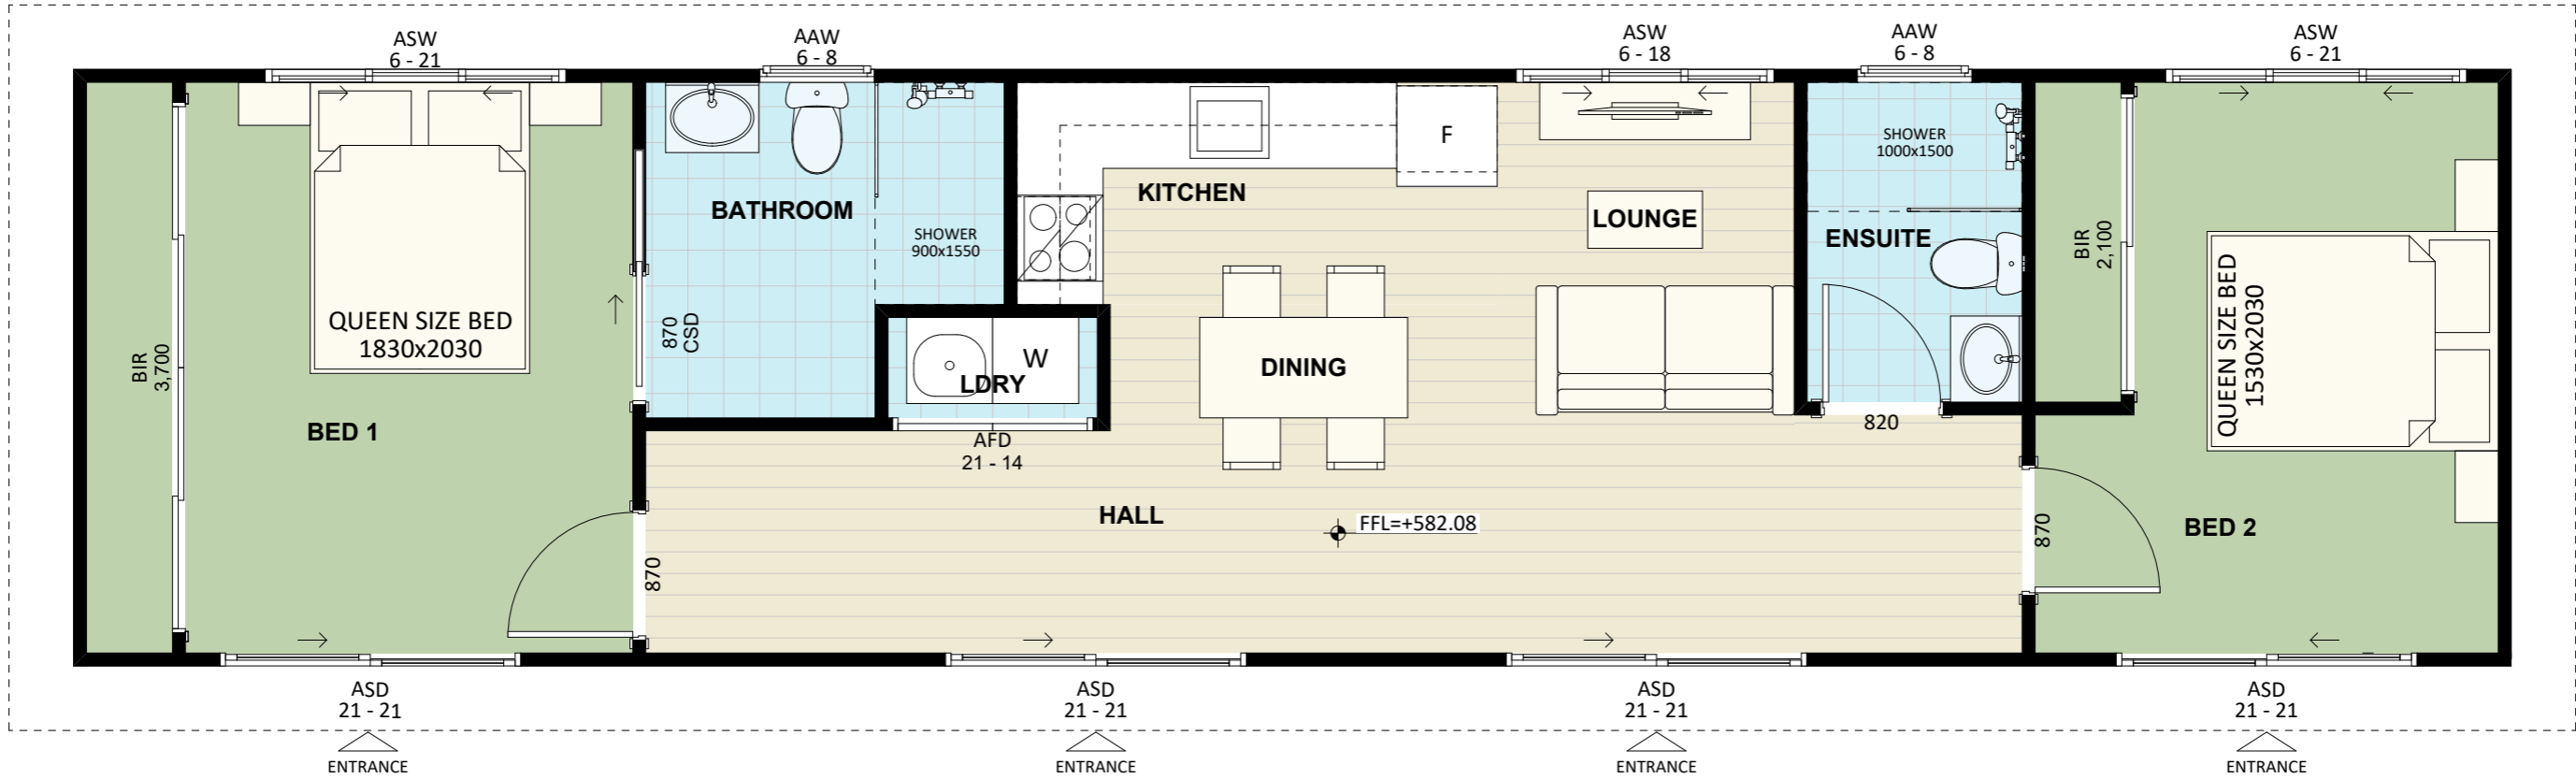 ASW
6 - 21
AAW
6 - 8
ASW
6 - 18
AAW
6 - 8
ASW
6 - 21
BIR
3,700
QUEEN SIZE BED
1830x2030
BED 1
BATHROOM
SHOWER
900x1550
870
CSD
W
LDRY
AFD
21 - 14
KITCHEN
F
LOUNGE
DINING
HALL
FFL=+582.08
870
SHOWER
1000x1500
ENSUITE
820
BIR
2,100
QUEEN SIZE BED
1530x2030
870
BED 2
ASD
21 - 21
ASD
21 - 21
ASD
21 - 21
ASD
21 - 21
ENTRANCE
ENTRANCE
ENTRANCE
ENTRANCE